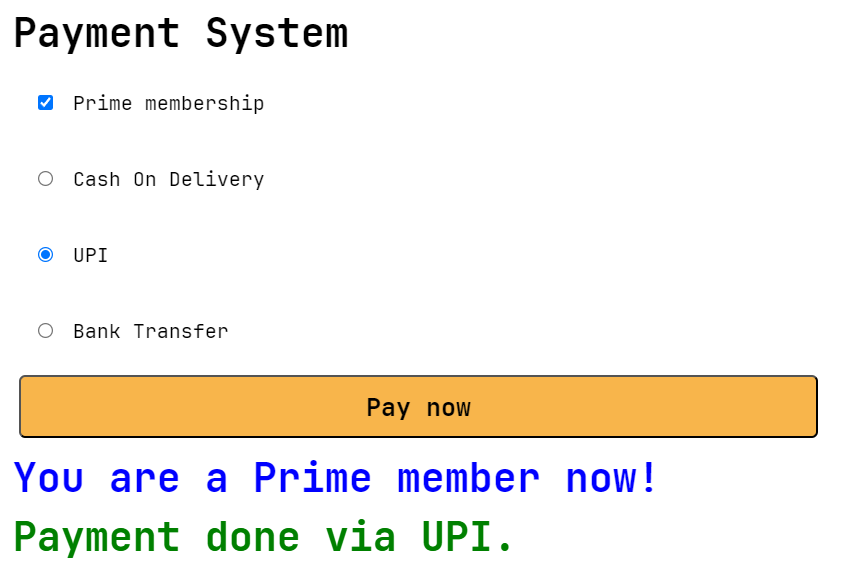 Payment System
Prime membership
Cash On Delivery
UPI
Bank Transfer
Pay now
You are a Prime member now!
Payment done via UPI.